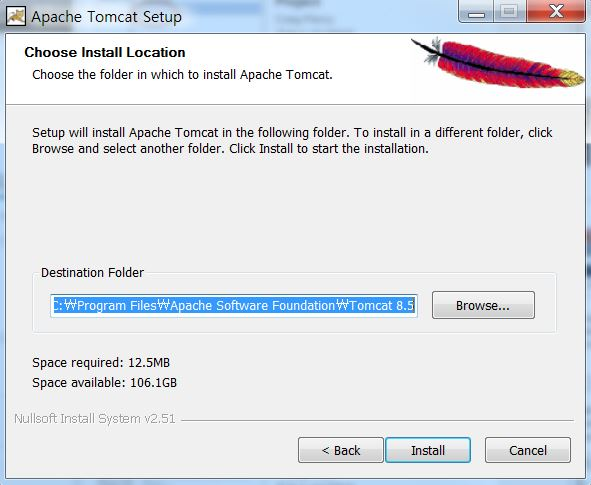 Apache Tomcat Setup
Choose Install Location
Choose the folder in which to install Apache Tomcat.
Setup will install Apache Tomcat in the following folder. To install in a different folder, click
Browse and select another folder. Click Install to start the installation.
Destination Folder
C:₩Program Files₩Apache Software Foundation₩Tomcat 8.5
Browse...
Space required: 12.5MB
Space available: 106.1GB
Nullsoft Install System v2.51
< Back
Install
Cancel